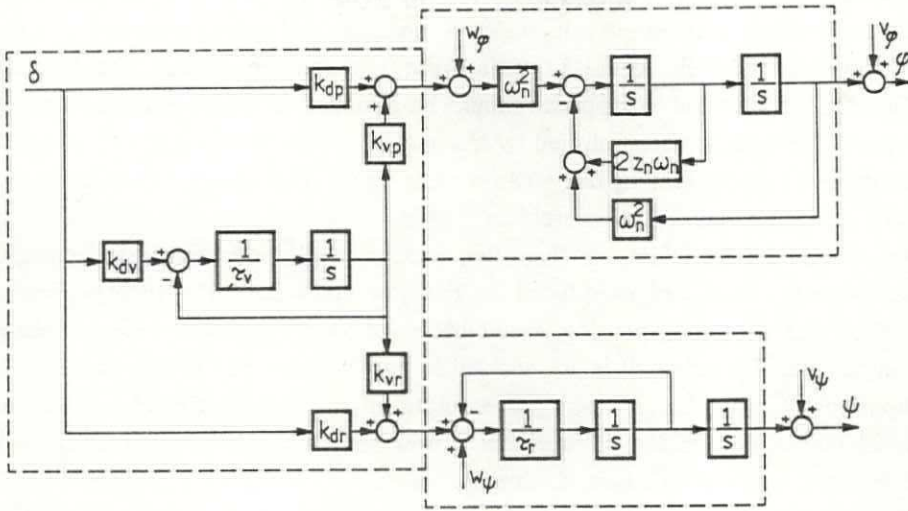 δ
k_dp
w_φ
ω_n^2
1/s
1/s
v_φ
φ
k_vp
2 z_n ω_n
ω_n^2
k_dv
1/τ_v
1/s
k_vr
k_dr
w_ψ
1/τ_r
1/s
1/s
v_ψ
ψ